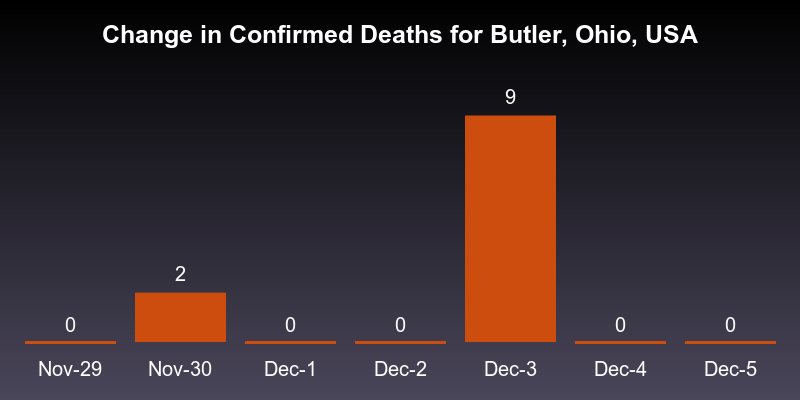 Change in Confirmed Deaths for Butler, Ohio, USA
9
2
0 0 0 0 0
Nov-29 Nov-30 Dec-1 Dec-2 Dec-3 Dec-4 Dec-5